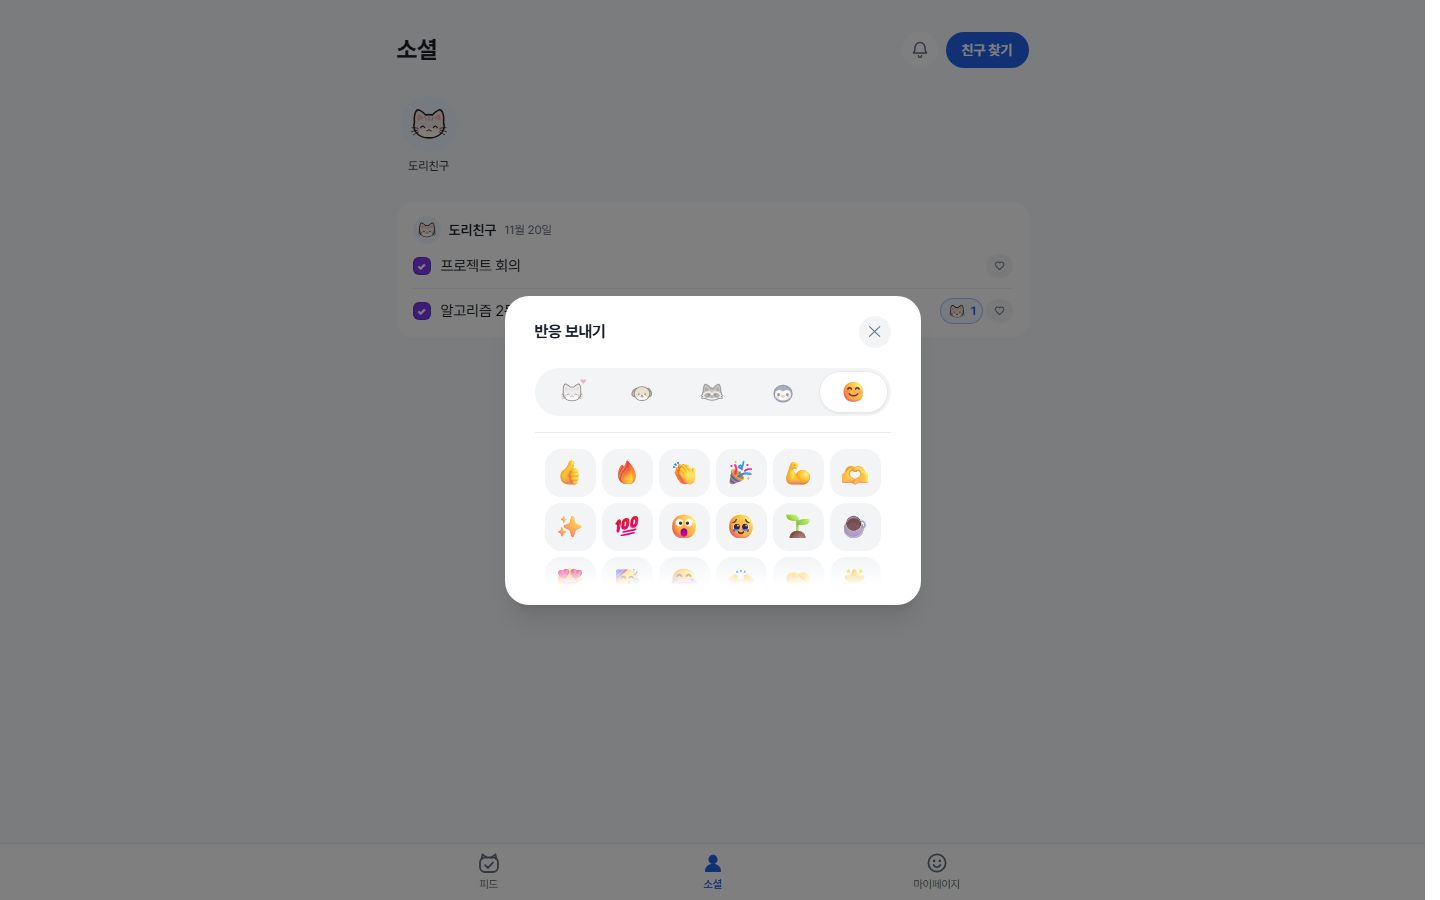 소셜
친구 찾기
도리친구
도리친구 11월 20일
프로젝트 회의
알고리즘
1
반응 보내기
피드
소셜
마이페이지